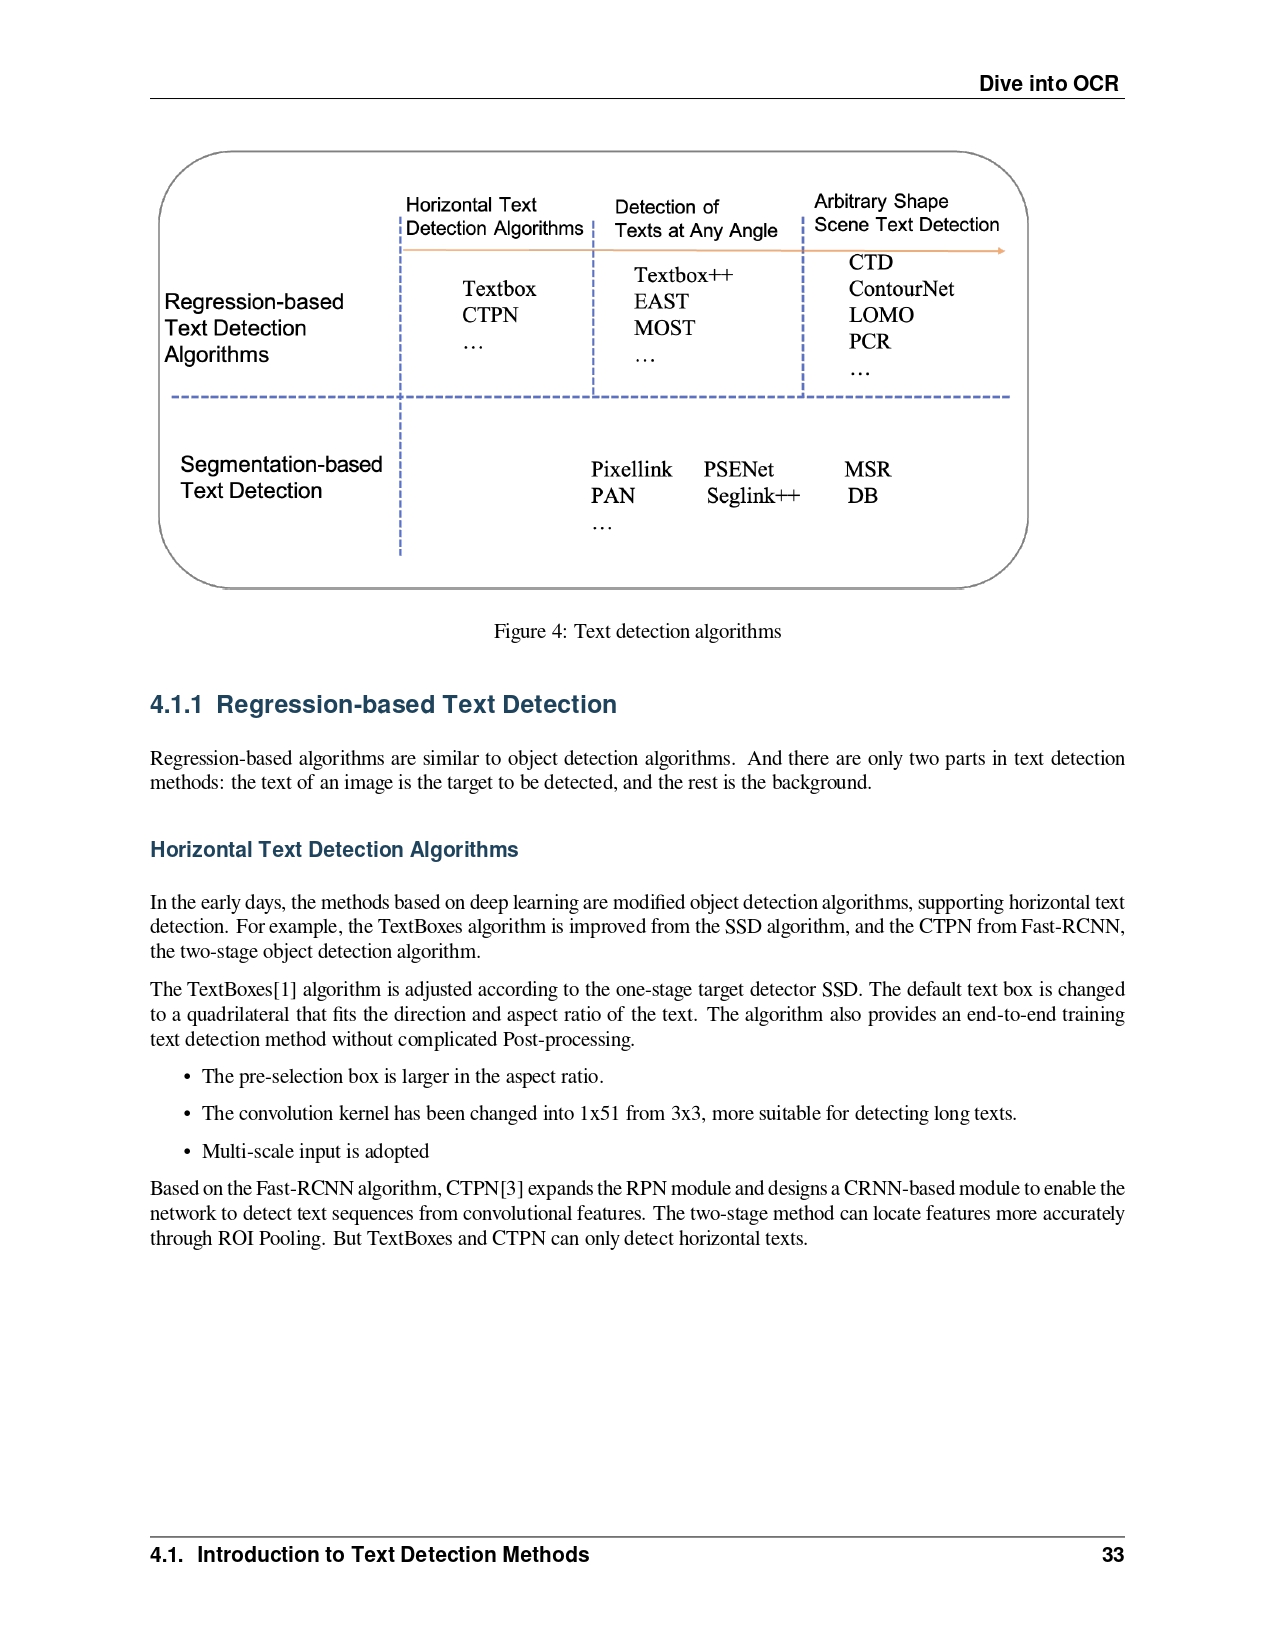 Dive into OCR
Horizontal Text
Detection Algorithms
Detection of
Texts at Any Angle
Arbitrary Shape
Scene Text Detection
Regression-based
Text Detection
Algorithms
Textbox
CTPN
…
Textbox++
EAST
MOST
…
CTD
ContourNet
LOMO
PCR
…
Segmentation-based
Text Detection
Pixellink PSENet MSR
PAN Seglink++ DB
…
Figure 4: Text detection algorithms
4.1.1 Regression-based Text Detection
Regression-based algorithms are similar to object detection algorithms. And there are only two parts in text detection
methods: the text of an image is the target to be detected, and the rest is the background.
Horizontal Text Detection Algorithms
In the early days, the methods based on deep learning are modified object detection algorithms, supporting horizontal text
detection. For example, the TextBoxes algorithm is improved from the SSD algorithm, and the CTPN from Fast-RCNN,
the two-stage object detection algorithm.
The TextBoxes[1] algorithm is adjusted according to the one-stage target detector SSD. The default text box is changed
to a quadrilateral that fits the direction and aspect ratio of the text. The algorithm also provides an end-to-end training
text detection method without complicated Post-processing.
• The pre-selection box is larger in the aspect ratio.
• The convolution kernel has been changed into 1x51 from 3x3, more suitable for detecting long texts.
• Multi-scale input is adopted
Based on the Fast-RCNN algorithm, CTPN[3] expands the RPN module and designs a CRNN-based module to enable the
network to detect text sequences from convolutional features. The two-stage method can locate features more accurately
through ROI Pooling. But TextBoxes and CTPN can only detect horizontal texts.
4.1. Introduction to Text Detection Methods 33